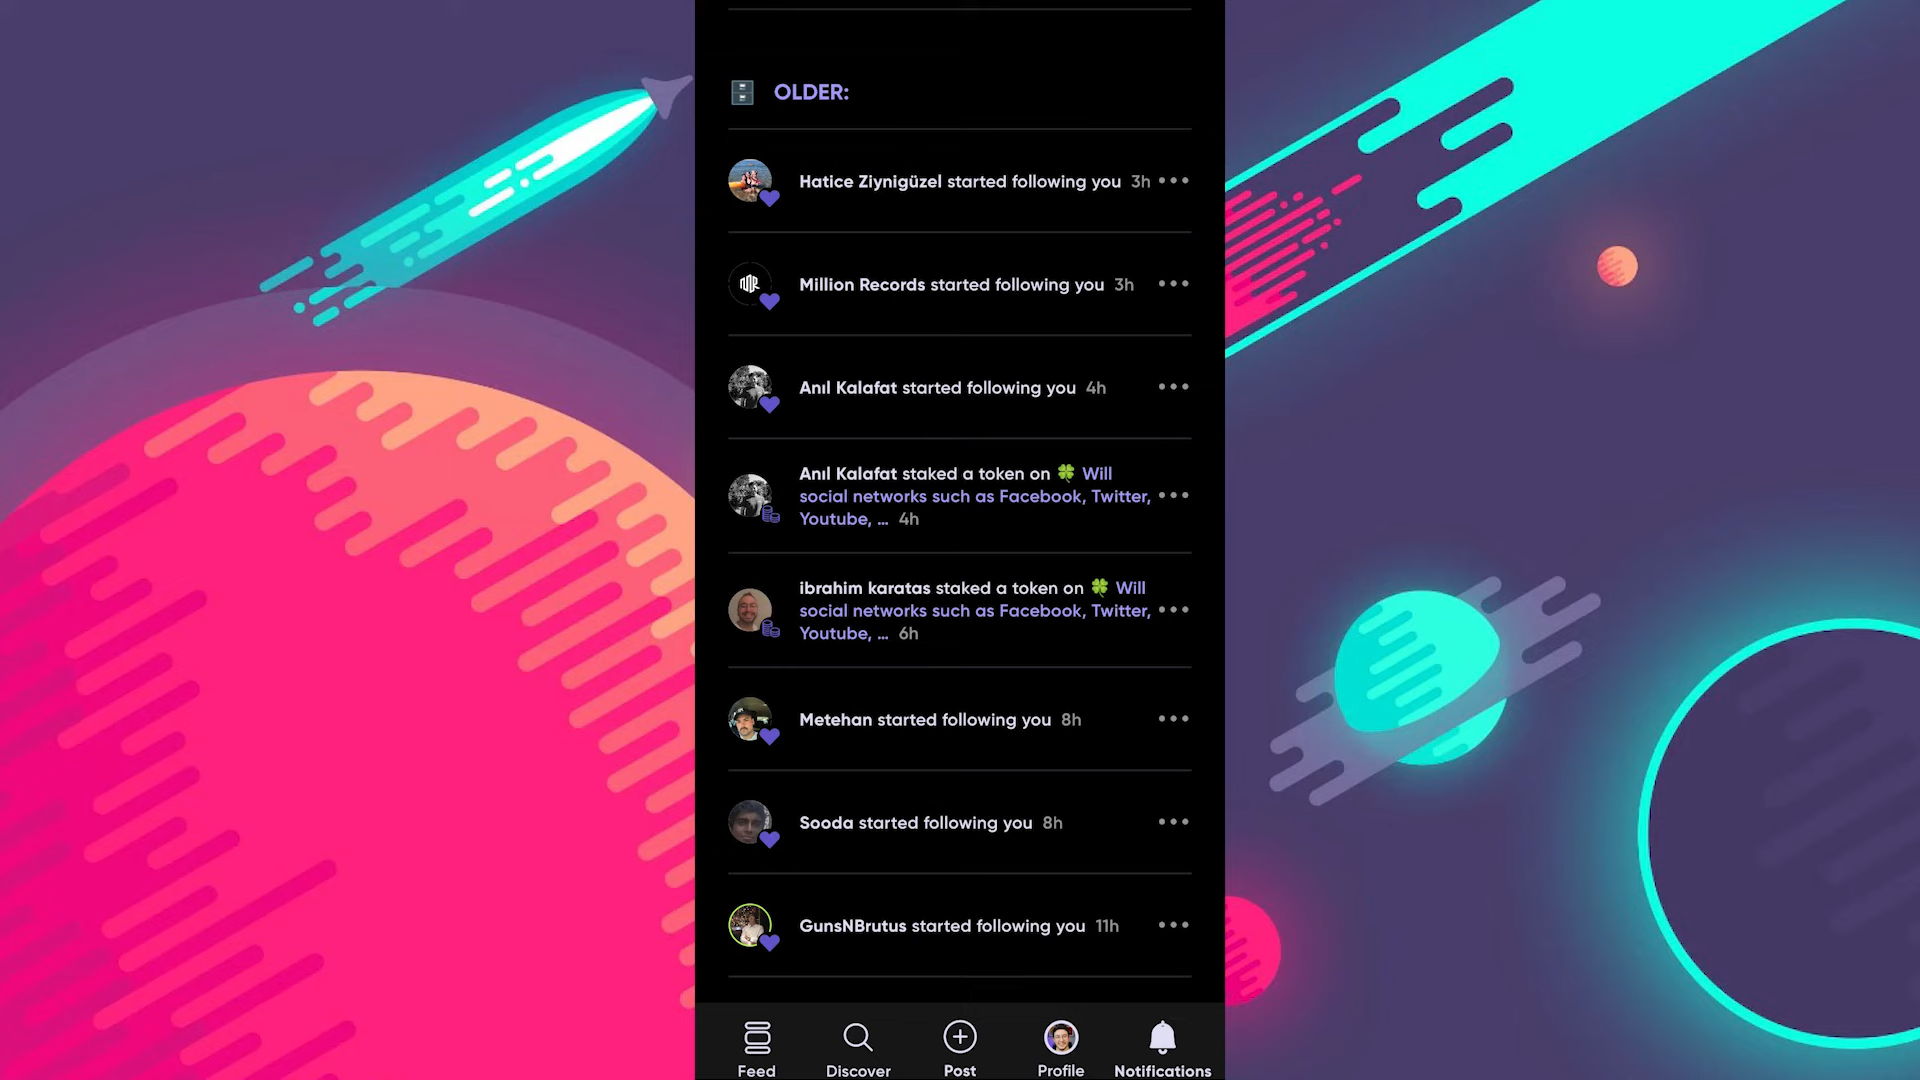 OLDER:
Hatice Ziynigüzel started following you 3h
Million Records started following you 3h
Anıl Kalafat started following you 4h
Anıl Kalafat staked a token on 🍀 Will
social networks such as Facebook, Twitter,
Youtube, ... 4h
ibrahim karatas staked a token on 🍀 Will
social networks such as Facebook, Twitter,
Youtube, ... 6h
Metehan started following you 8h
Sooda started following you 8h
GunsNBrutus started following you 11h
Feed Discover Post Profile Notifications